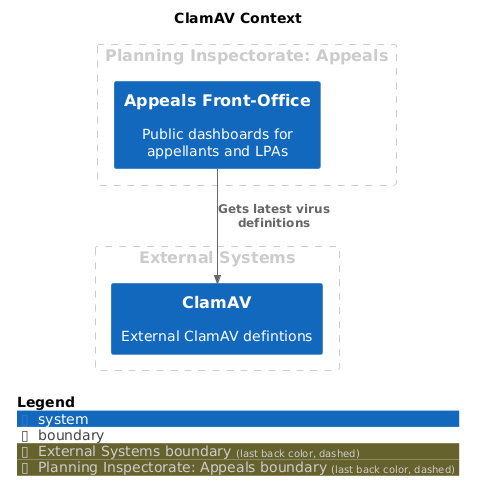 ClamAV Context
Planning Inspectorate: Appeals
Appeals Front-Office
Public dashboards for
appellants and LPAs
Gets latest virus
definitions
External Systems
ClamAV
External ClamAV defintions
Legend
system
boundary
External Systems boundary (last back color, dashed)
Planning Inspectorate: Appeals boundary (last back color, dashed)